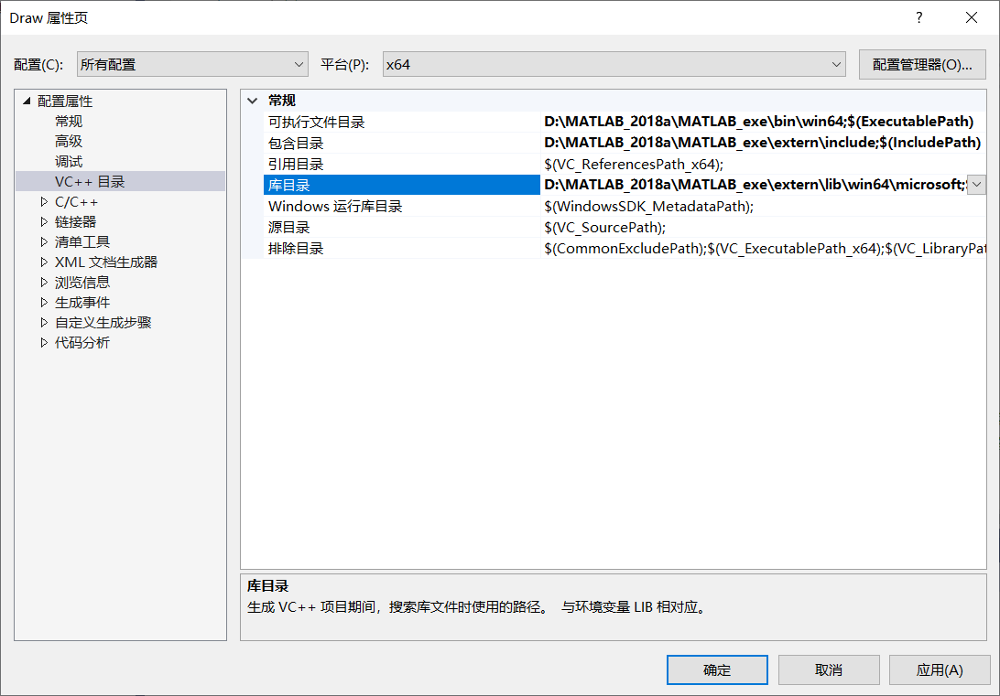 Draw 属性页
配置(C): 所有配置 平台(P): x64 配置管理器(O)...
配置属性
常规
高级
调试
VC++ 目录
C/C++
链接器
清单工具
XML 文档生成器
浏览信息
生成事件
自定义生成步骤
代码分析
常规
可执行文件目录 D:\MATLAB_2018a\MATLAB_exe\bin\win64;$(ExecutablePath)
包含目录 D:\MATLAB_2018a\MATLAB_exe\extern\include;$(IncludePath)
引用目录 $(VC_ReferencesPath_x64);
库目录 D:\MATLAB_2018a\MATLAB_exe\extern\lib\win64\microsoft;
Windows 运行库目录 $(WindowsSDK_MetadataPath);
源目录 $(VC_SourcePath);
排除目录 $(CommonExcludePath);$(VC_ExecutablePath_x64);$(VC_LibraryPat
库目录
生成 VC++ 项目期间，搜索库文件时使用的路径。 与环境变量 LIB 相对应。
确定 取消 应用(A)